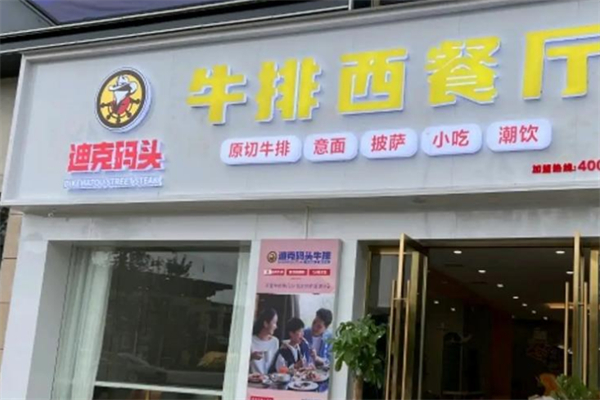 牛排西餐厅
迪克码头
原切牛排 意面 披萨 小吃 潮饮
加盟热线:400
迪克码头牛排